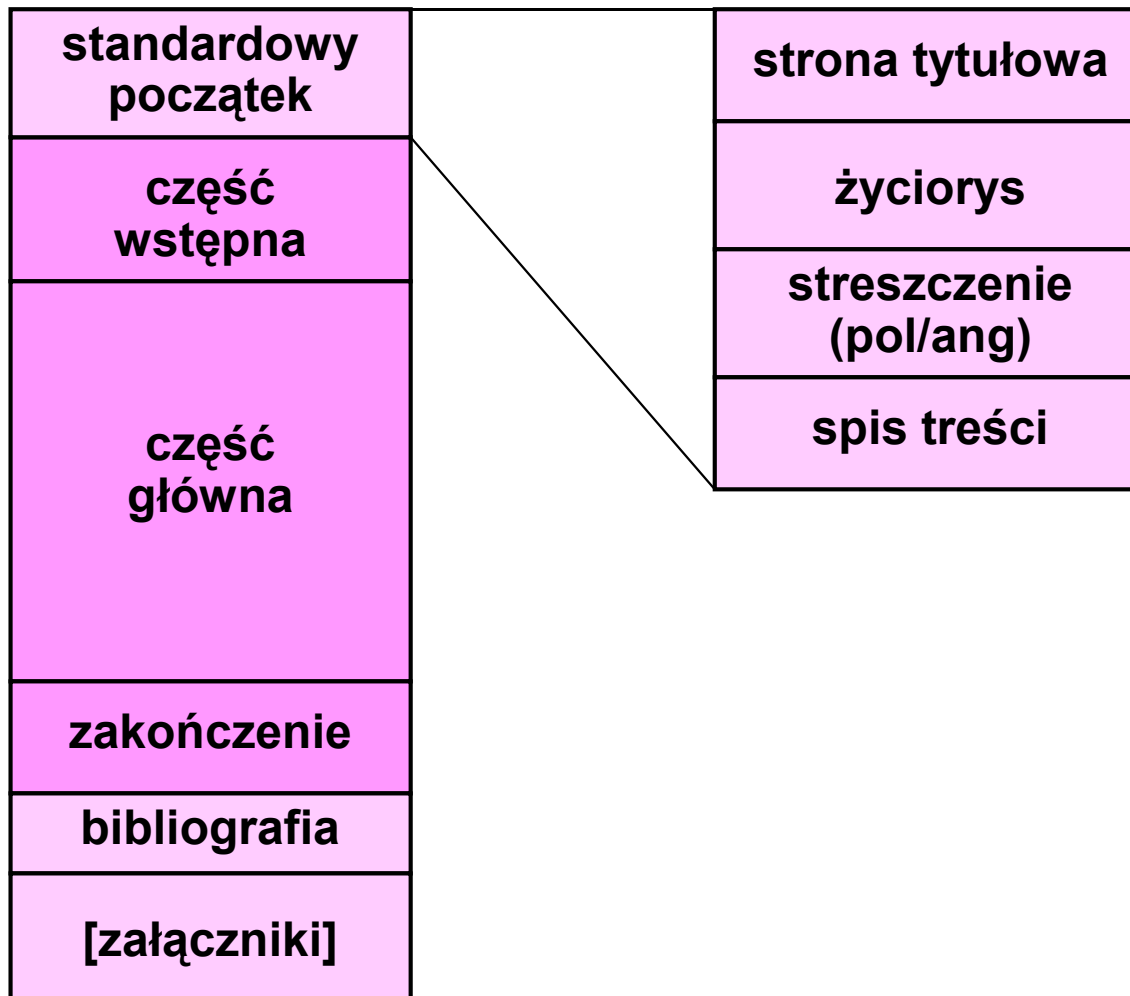 standardowy
początek
część
wstępna
część
główna
zakończenie
bibliografia
[załączniki]
strona tytułowa
życiorys
streszczenie
(pol/ang)
spis treści